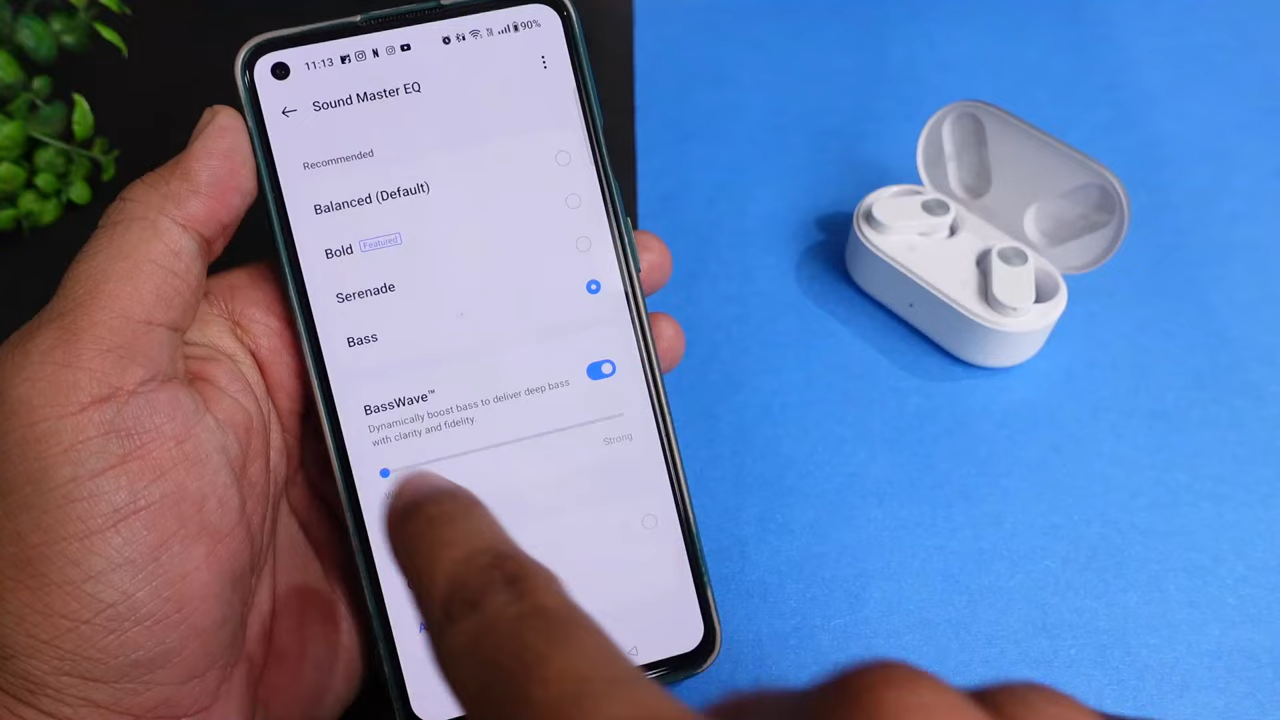 11:13
90%
Sound Master EQ
Recommended
Balanced (Default)
Bold Featured
Serenade
Bass
BassWave™
Dynamically boost bass to deliver deep bass
with clarity and fidelity.
Strong